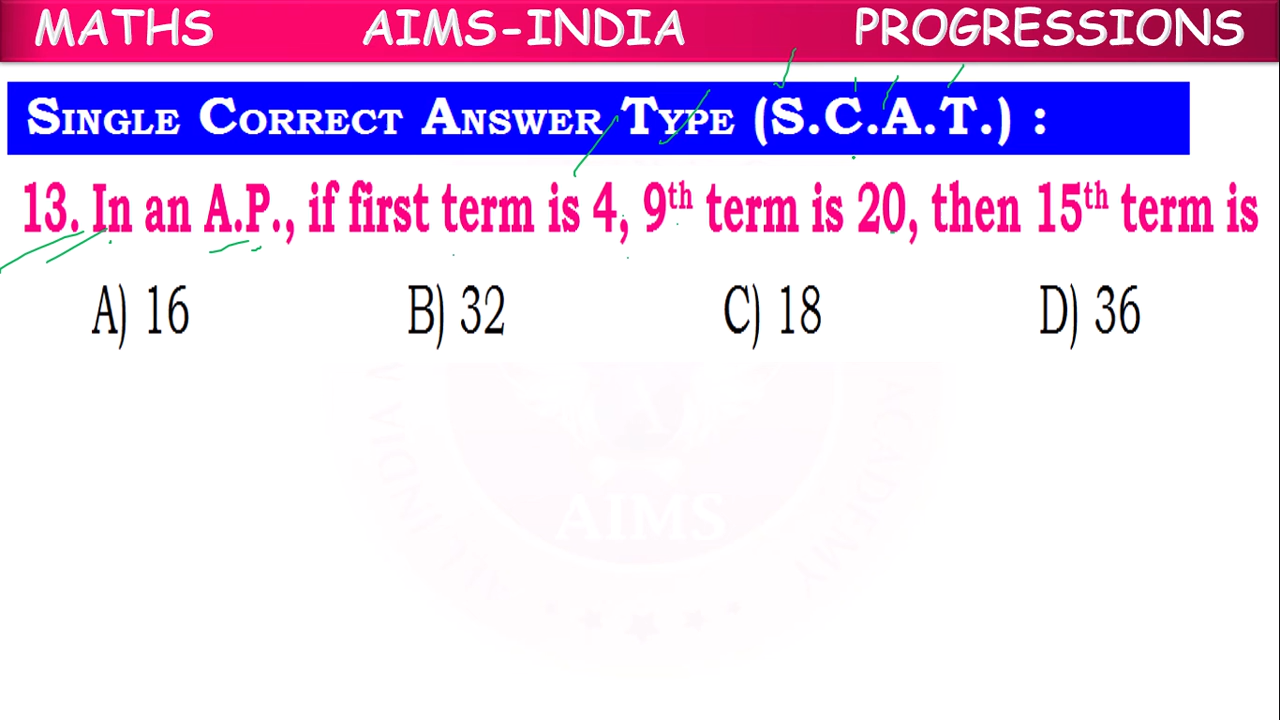 MATHS AIMS-INDIA PROGRESSIONS
SINGLE CORRECT ANSWER TYPE (S.C.A.T.) :
13. In an A.P., if first term is 4, 9th term is 20, then 15th term is
A) 16 B) 32 C) 18 D) 36
AIMS